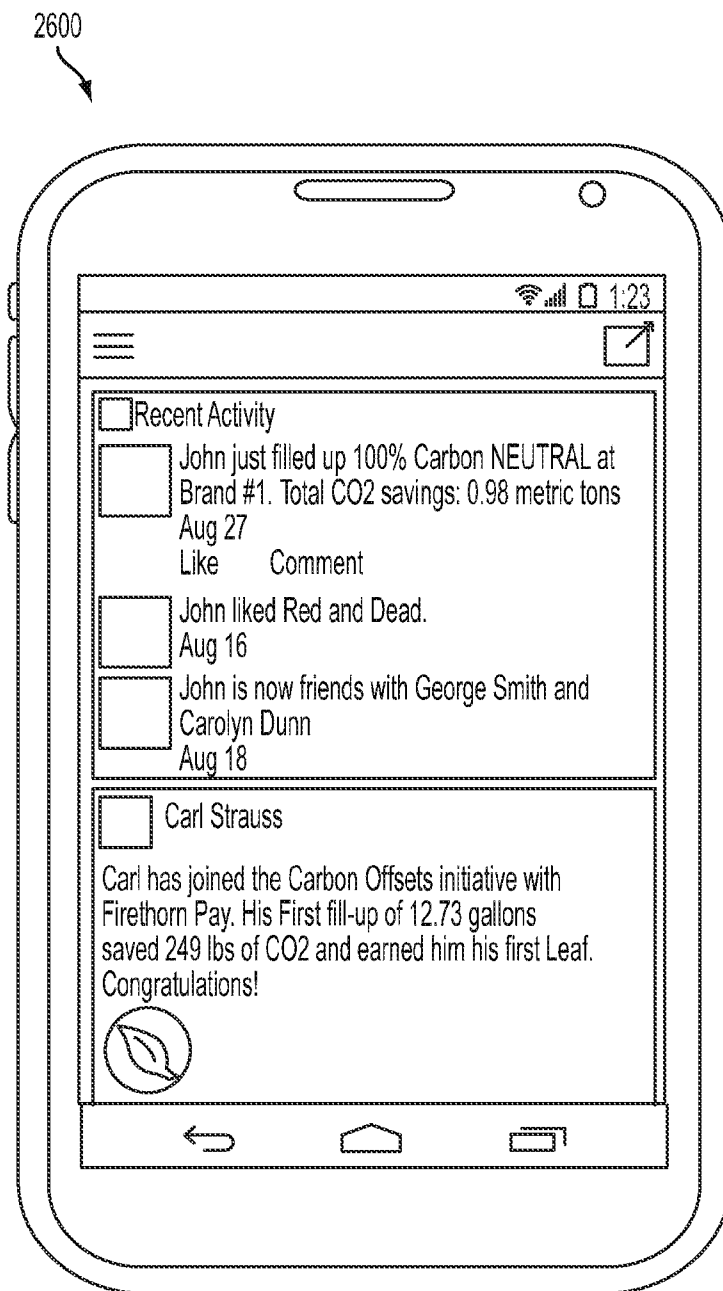 2600
1:23
Recent Activity
John just filled up 100% Carbon NEUTRAL at
Brand #1. Total CO2 savings: 0.98 metric tons
Aug 27
Like Comment
John liked Red and Dead.
Aug 16
John is now friends with George Smith and
Carolyn Dunn
Aug 18
Carl Strauss
Carl has joined the Carbon Offsets initiative with
Firethorn Pay. His First fill-up of 12.73 gallons
saved 249 lbs of CO2 and earned him his first Leaf.
Congratulations!